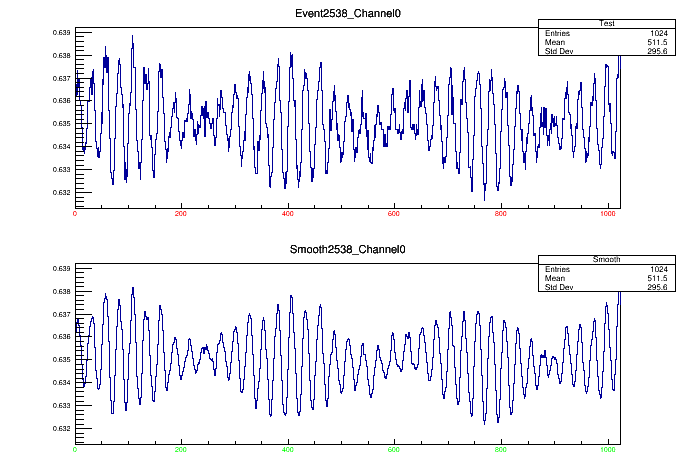 Event2538_Channel0
Test
Entries 1024
Mean 511.5
Std Dev 295.6
0.639
0.638
0.637
0.636
0.635
0.634
0.633
0.632
0 200 400 600 800 1000
Smooth2538_Channel0
Smooth
Entries 1024
Mean 511.5
Std Dev 295.6
0.639
0.638
0.637
0.636
0.635
0.634
0.633
0.632
0 200 400 600 800 1000